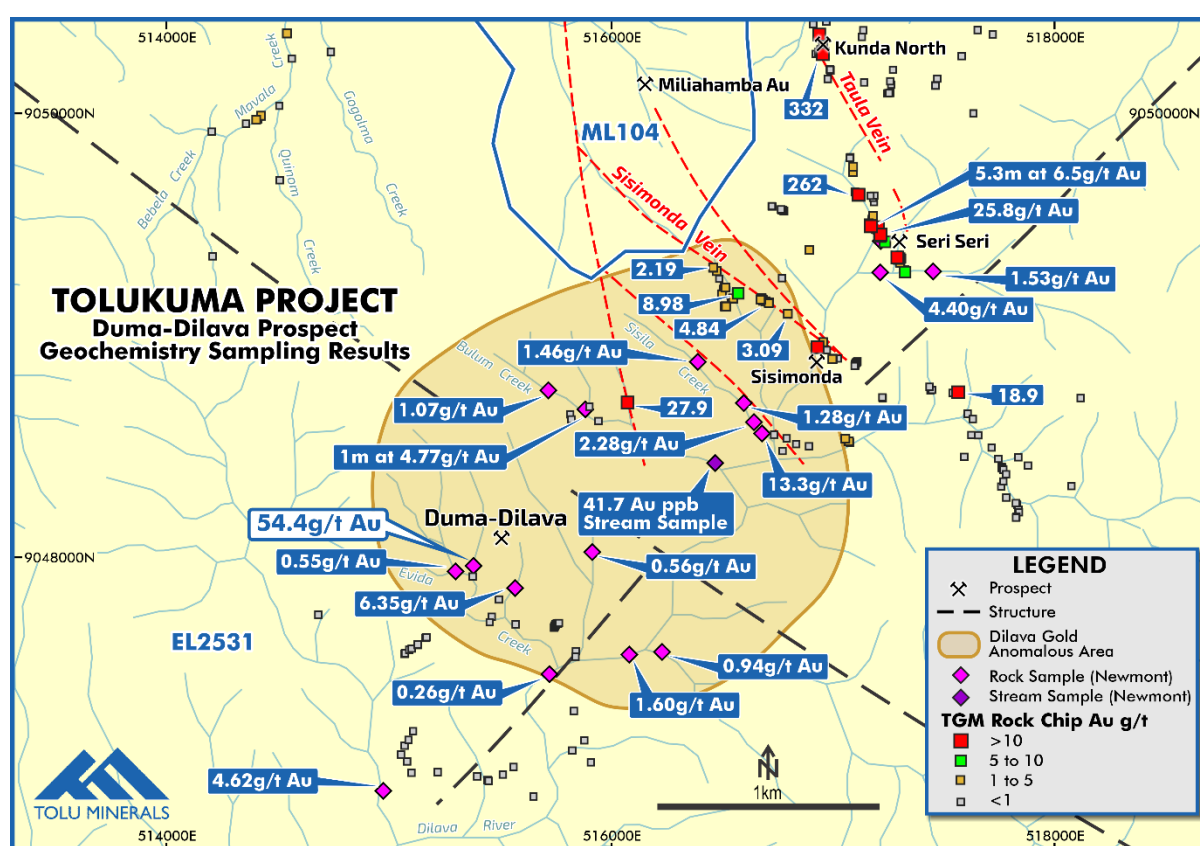 514000E
516000E
518000E
9050000N
9050000N
Kunda North
Miliahamba Au
332
Taula Vein
ML104
Mavala
Creek
Gogolma
Creek
Quinom
Creek
Bebeta Creek
Sisimonda Vein
262
5.3m at 6.5g/t Au
25.8g/t Au
Seri Seri
1.53g/t Au
4.40g/t Au
2.19
8.98
4.84
3.09
TOLUKUMA PROJECT
Duma-Dilava Prospect
Geochemistry Sampling Results
Sisila
Creek
Bulum
Creek
1.46g/t Au
Sisimonda
1.07g/t Au
27.9
18.9
1.28g/t Au
2.28g/t Au
1m at 4.77g/t Au
13.3g/t Au
41.7 Au ppb
Stream Sample
54.4g/t Au
Duma-Dilava
9048000N
0.55g/t Au
Evida
Creek
0.56g/t Au
6.35g/t Au
EL2531
0.94g/t Au
0.26g/t Au
1.60g/t Au
4.62g/t Au
Dilava River
TOLU MINERALS
N
1km
LEGEND
Prospect
Structure
Dilava Gold
Anomalous Area
Rock Sample (Newmont)
Stream Sample (Newmont)
TGM Rock Chip Au g/t
>10
5 to 10
1 to 5
<1
514000E
516000E
518000E